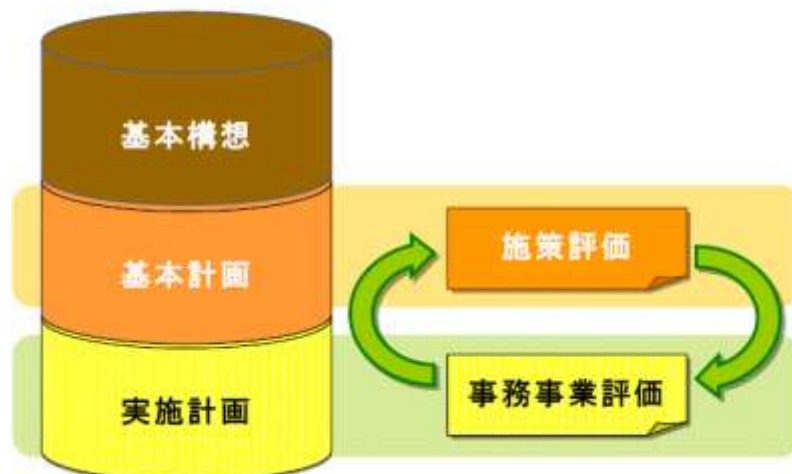 基本構想
基本計画
施策評価
実施計画
事務事業評価